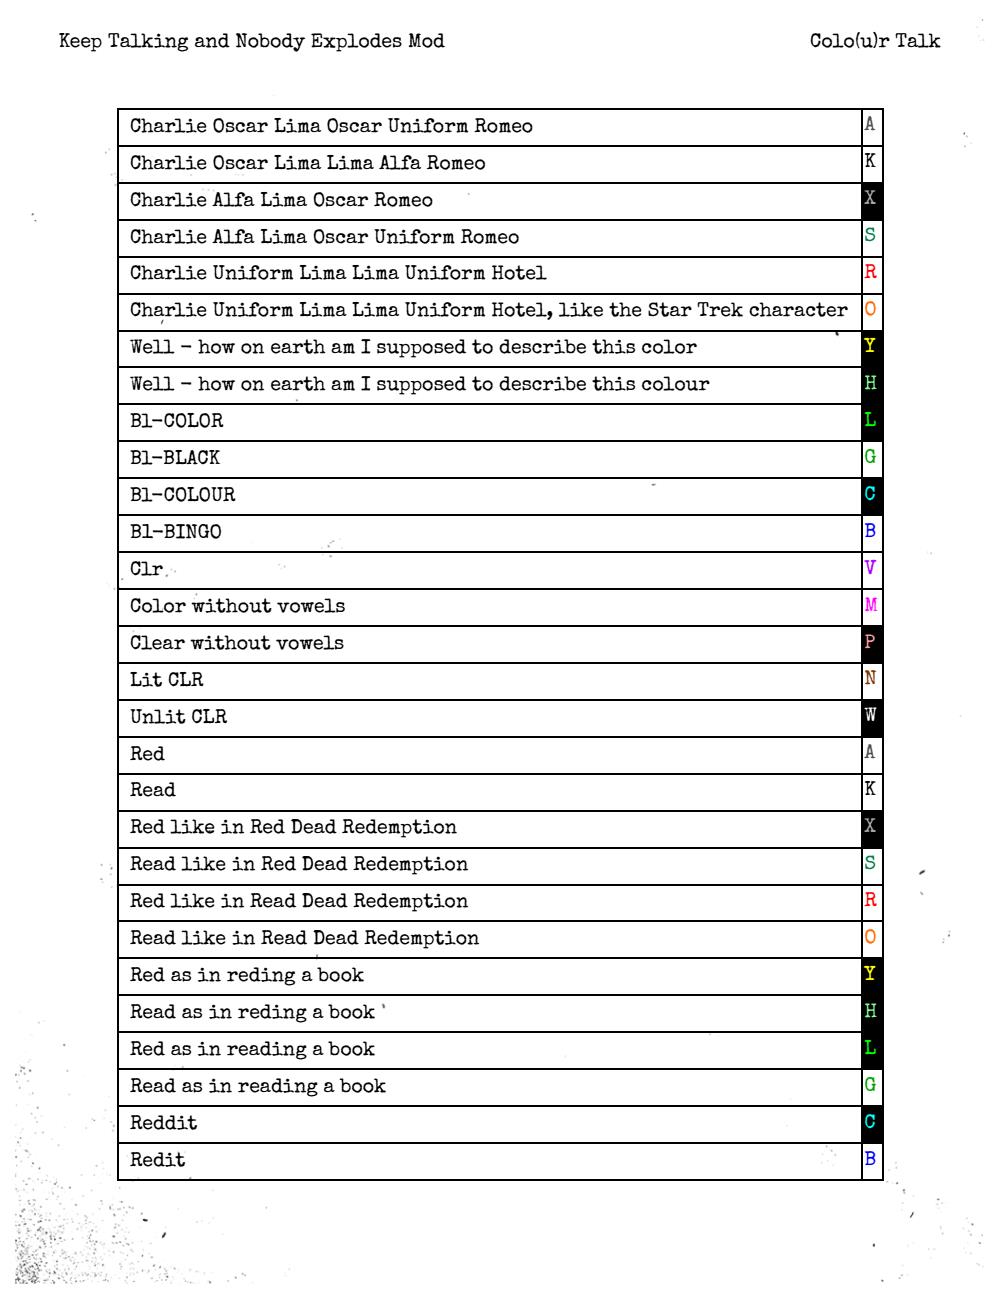 Keep Talking and Nobody Explodes Mod Colo(u)r Talk
Charlie Oscar Lima Oscar Uniform Romeo A
Charlie Oscar Lima Lima Alfa Romeo K
Charlie Alfa Lima Oscar Romeo X
Charlie Alfa Lima Oscar Uniform Romeo S
Charlie Uniform Lima Lima Uniform Hotel R
Charlie Uniform Lima Lima Uniform Hotel, like the Star Trek character O
Well – how on earth am I supposed to describe this color Y
Well – how on earth am I supposed to describe this colour H
Bl-COLOR L
Bl-BLACK G
Bl-COLOUR C
Bl-BINGO B
Clr V
Color without vowels M
Clear without vowels P
Lit CLR N
Unlit CLR W
Red A
Read K
Red like in Red Dead Redemption X
Read like in Red Dead Redemption S
Red like in Read Dead Redemption R
Read like in Read Dead Redemption O
Red as in reding a book Y
Read as in reding a book H
Red as in reading a book L
Read as in reading a book G
Reddit C
Redit B